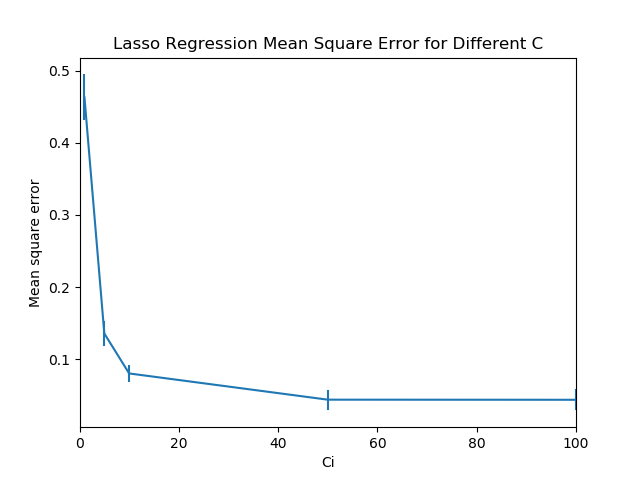 Lasso Regression Mean Square Error for Different C
0.5
0.4
0.3
0.2
0.1
Mean square error
0 20 40 60 80 100
Ci